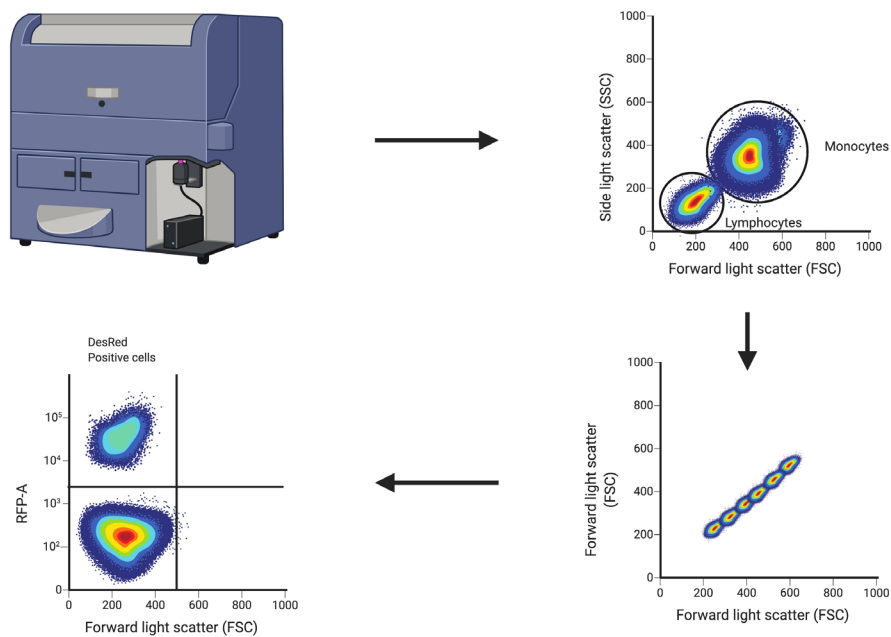 1000
800
600
400
200
0
Side light scatter (SSC)
Monocytes
Lymphocytes
0 200 400 600 800 1000
Forward light scatter (FSC)
DesRed
Positive cells
10⁵
10⁴
10³
10²
0
RFP-A
0 200 400 600 800 1000
Forward light scatter (FSC)
1000
800
600
400
200
0
Forward light scatter
(FSC)
0 200 400 600 800 1000
Forward light scatter (FSC)